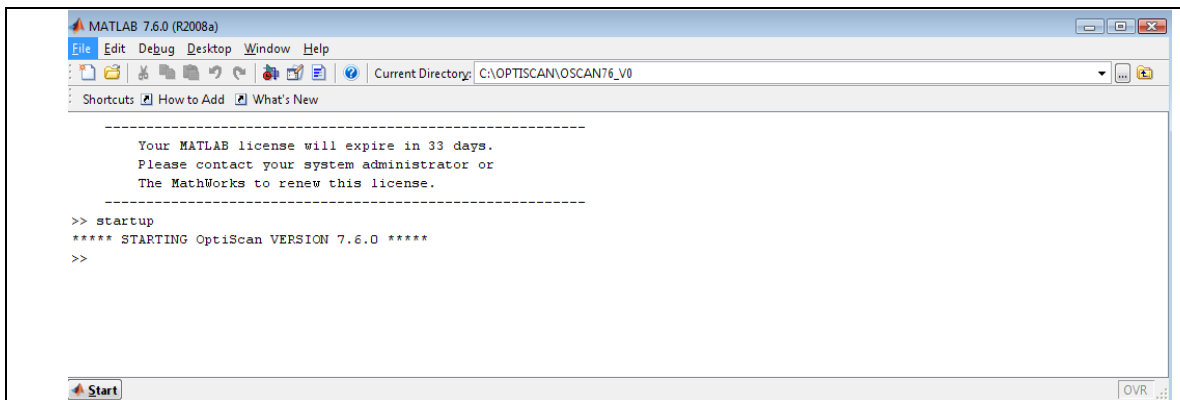 MATLAB 7.6.0 (R2008a)
File Edit Debug Desktop Window Help
Current Directory: C:\OPTISCAN\OSCAN76_V0 ...
Shortcuts How to Add What's New
----------------------------------------------------------
Your MATLAB license will expire in 33 days.
Please contact your system administrator or
The MathWorks to renew this license.
----------------------------------------------------------
>> startup
***** STARTING OptiScan VERSION 7.6.0 *****
>>
Start OVR